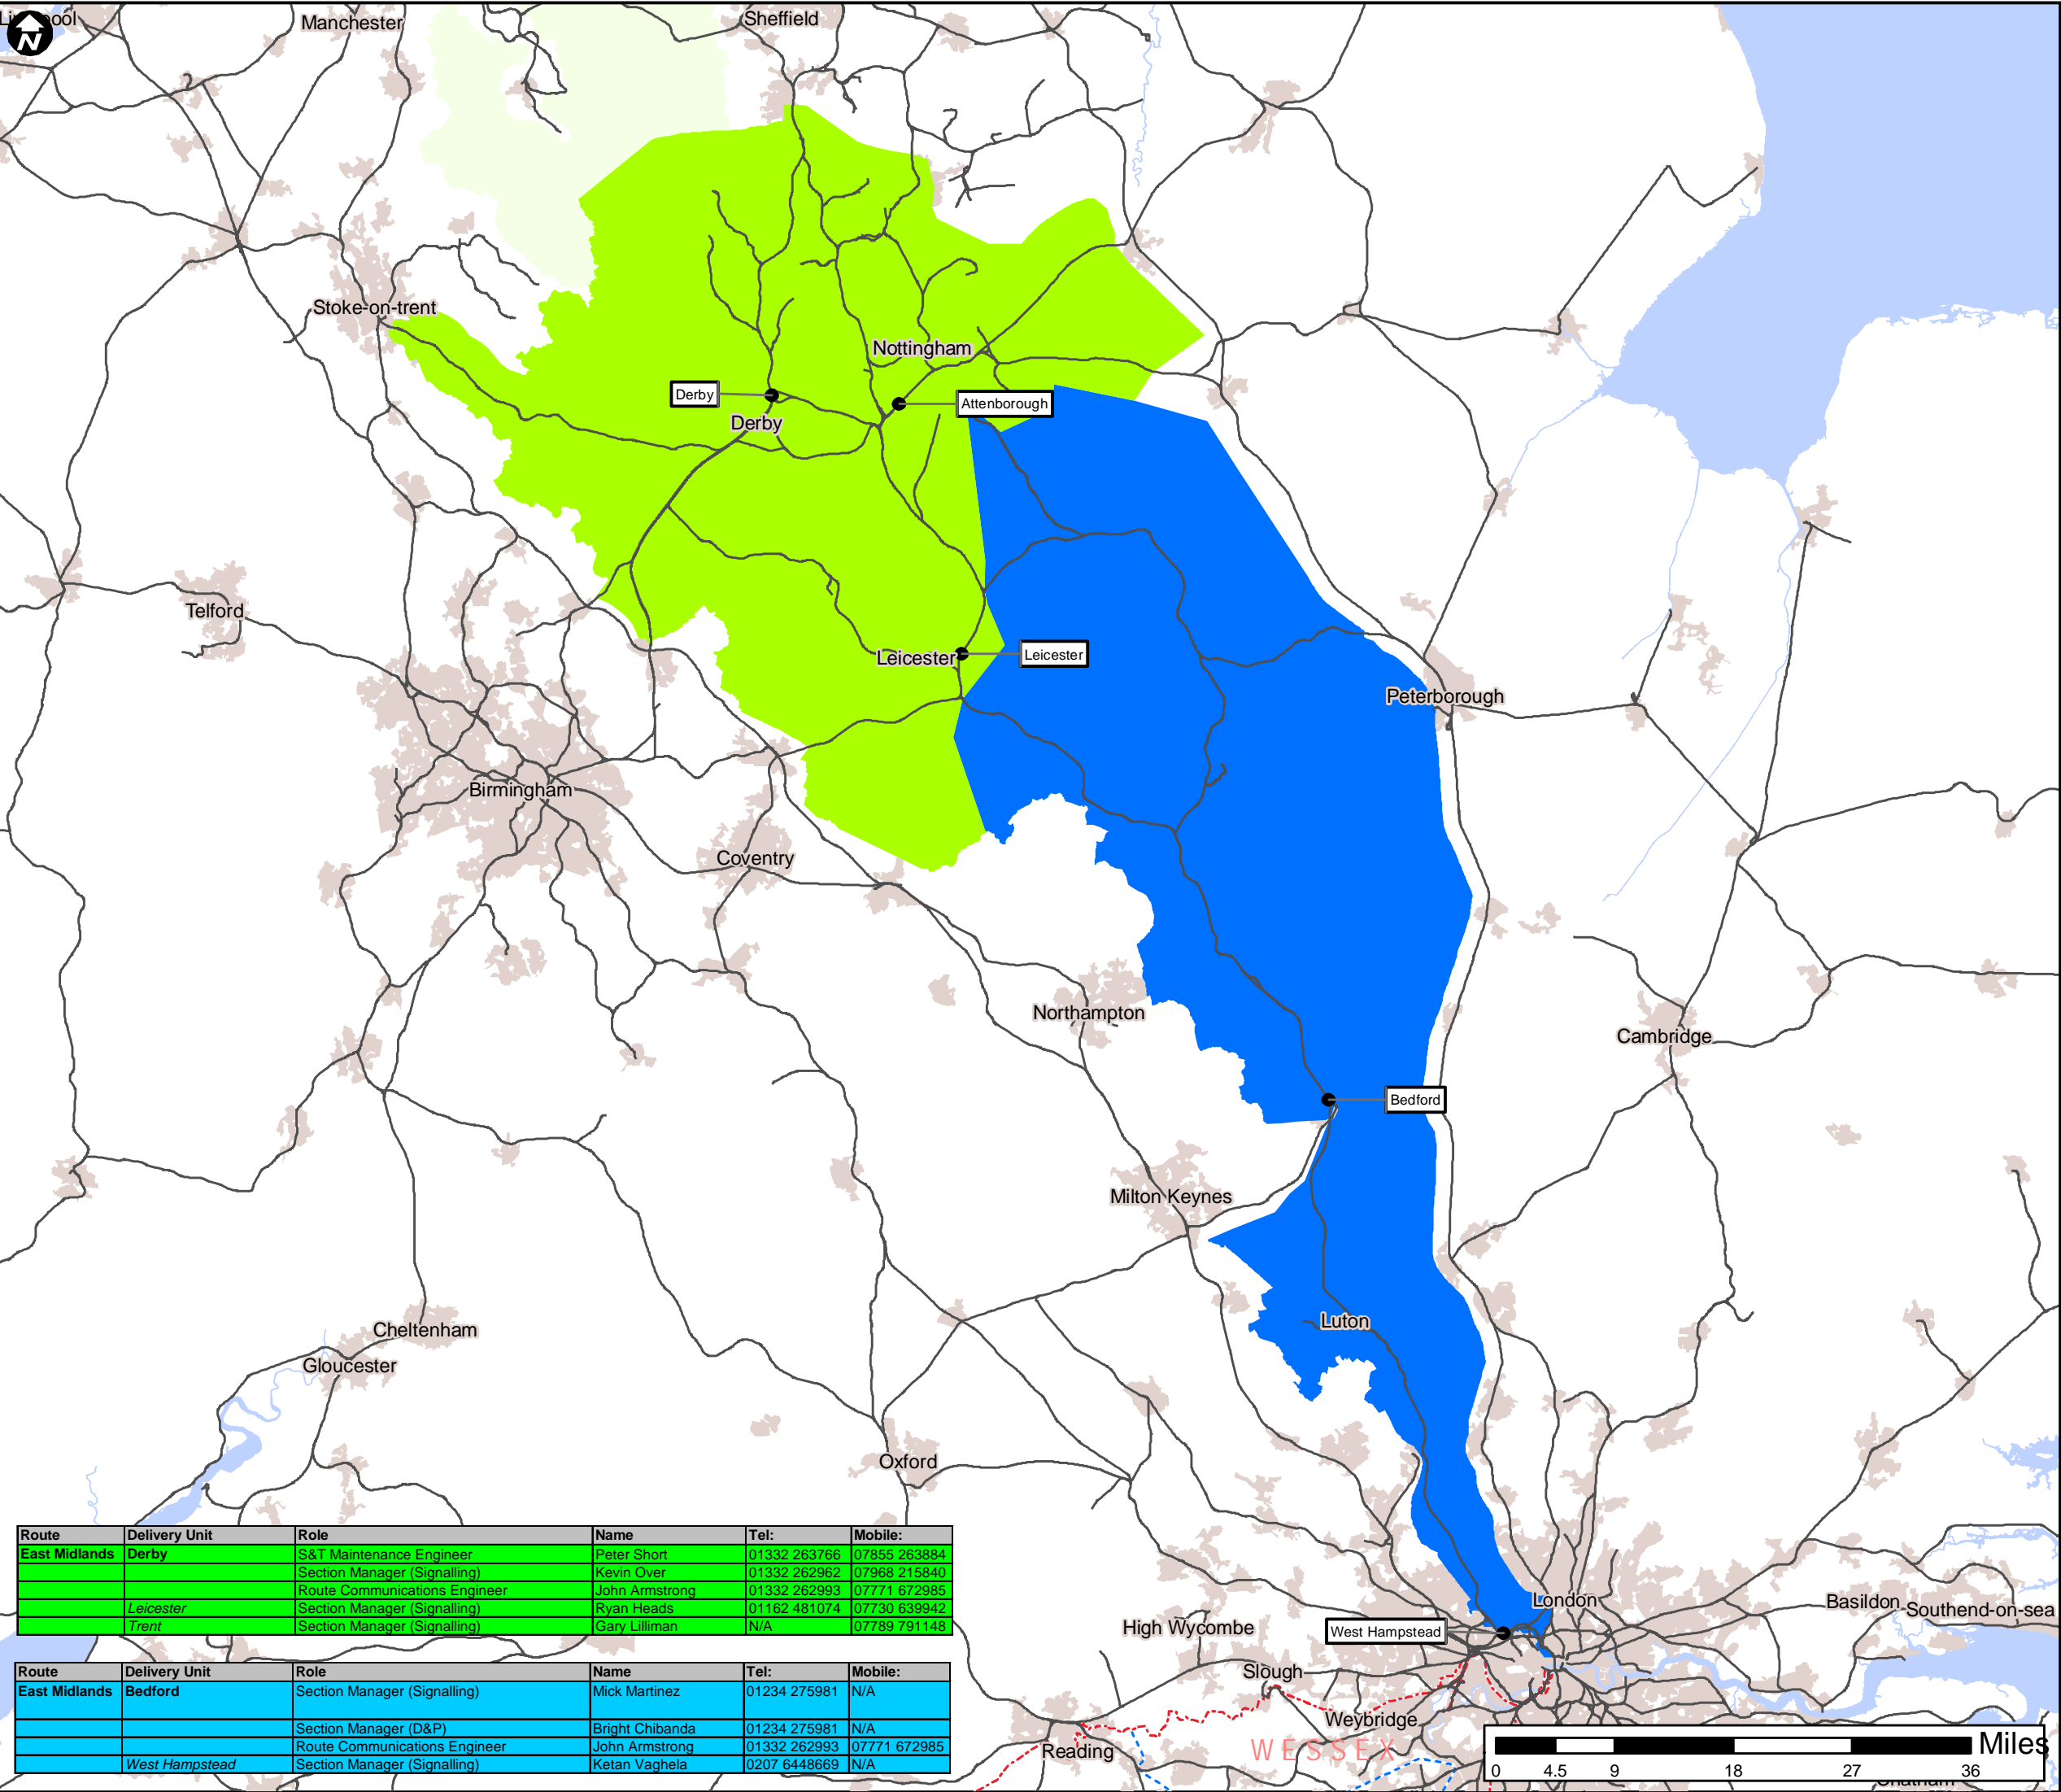 Manchester
Sheffield
N
Stoke-on-trent
Nottingham
Derby
Attenborough
Derby
Telford
Leicester
Leicester
Peterborough
Birmingham
Coventry
Northampton
Cambridge
Bedford
Milton Keynes
Luton
Cheltenham
Gloucester
Oxford
London
Basildon
Southend-on-sea
High Wycombe
West Hampstead
Slough
Weybridge
WESSEX
Reading
Route Delivery Unit Role Name Tel: Mobile:
East Midlands Derby S&T Maintenance Engineer Peter Short 01332 263766 07855 263884
Section Manager (Signalling) Kevin Over 01332 262962 07968 215840
Route Communications Engineer John Armstrong 01332 262993 07771 672985
Leicester Section Manager (Signalling) Ryan Heads 01162 481074 07730 639942
Trent Section Manager (Signalling) Gary Lilliman N/A 07789 791148
Route Delivery Unit Role Name Tel: Mobile:
East Midlands Bedford Section Manager (Signalling) Mick Martinez 01234 275981 N/A
Section Manager (D&P) Bright Chibanda 01234 275981 N/A
Route Communications Engineer John Armstrong 01332 262993 07771 672985
West Hampstead Section Manager (Signalling) Ketan Vaghela 0207 6448669 N/A
Miles
0 4.5 9 18 27 36